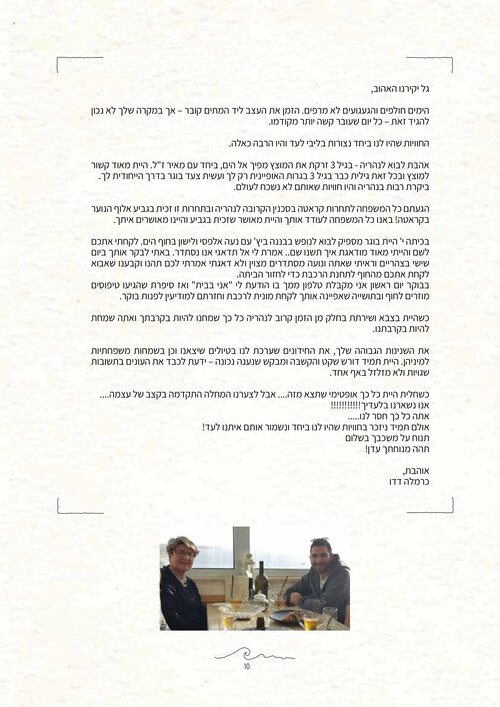 גל יקירנו האהוב,
הימים חולפים והגעגועים לא מרפים. הזמן את העצב ליד המתים קובר – אך במקרה שלך לא נכון
להגיד זאת – כל יום שעובר קשה יותר מקודמו.
החוויות שהיו לנו ביחד נצורות בליבי לעד והיו הרבה כאלה.
אהבת לבוא לנהריה - בגיל 3 זרקת את המוצץ מפיך אל הים, ביחד עם מאיר ז"ל. היית מאוד קשור
למוצץ ובכל זאת גילית כבר בגיל 3 בגרות האופיינית רק לך ועשית צעד בוגר בדרך הייחודית לך.
ביקרת רבות בנהריה והיו חוויות שאותם לא נשכח לעולם.
הגעתם כל המשפחה לתחרות קראטה בסכנין הקרובה לנהריה ובתחרות זו זכית בגביע אלוף הנוער
בקראטה! באנו כל המשפחה לעודד אותך והיית מאושר שזכית בגביע והיינו מאושרים איתך.
בכיתה י' היית בוגר מספיק לבוא לנופש בבננה ביץ' עם נעה אלפסי ולישון בחוף הים. לקחתי אתכם
לשם והייתי מאוד מודאגת איך תשנו שם.. אמרת לי אל תדאגי אנו נסתדר. באתי לבקר אותך ביום
שישי בצהריים וראיתי שאתה ונועה מסתדרים מצוין ולא דאגתי אמרתי לכם תהנו וקבענו שאבוא
לקחת אתכם מהחוף לתחנת הרכבת כדי לחזור הביתה.
בבוקר יום ראשון אני מקבלת טלפון ממך בו הודעת לי "אני בבית" ואז סיפרת שהגיעו טיפוסים
מוזרים לחוף ובתושייה שאפיינה אותך לקחת מונית לרכבת וחזרתם למודיעין לפנות בוקר.
כשהיית בצבא ושירתת בחלק מן הזמן קרוב לנהריה כל כך שמחנו להיות בקרבתך ואתה שמחת
להיות בקרבתנו.
את השנינות הגבוהה שלך, את החידונים שערכת לנו בטיולים שיצאנו וכן בשמחות משפחתיות
למיניהן. היית תמיד דורש שקט והקשבה ומבקש שנענה נכונה – ידעת לכבד את העונים בתשובות
שגויות ולא מזלזל באף אחד.
כשחלית היית כל כך אופטימי שתצא מזה.... אבל לצערנו המחלה התקדמה בקצב של עצמה....
אנו נשארנו בלעדיך!!!!!!!!!!!
אתה כל כך חסר לנו.....
אולם תמיד ניזכר בחוויות שהיו לנו ביחד ונשמור אותם איתנו לעד!
תנוח על משכבך בשלום
תהה מנוחתך עדן!
אוהבת,
כרמלה דדו
10